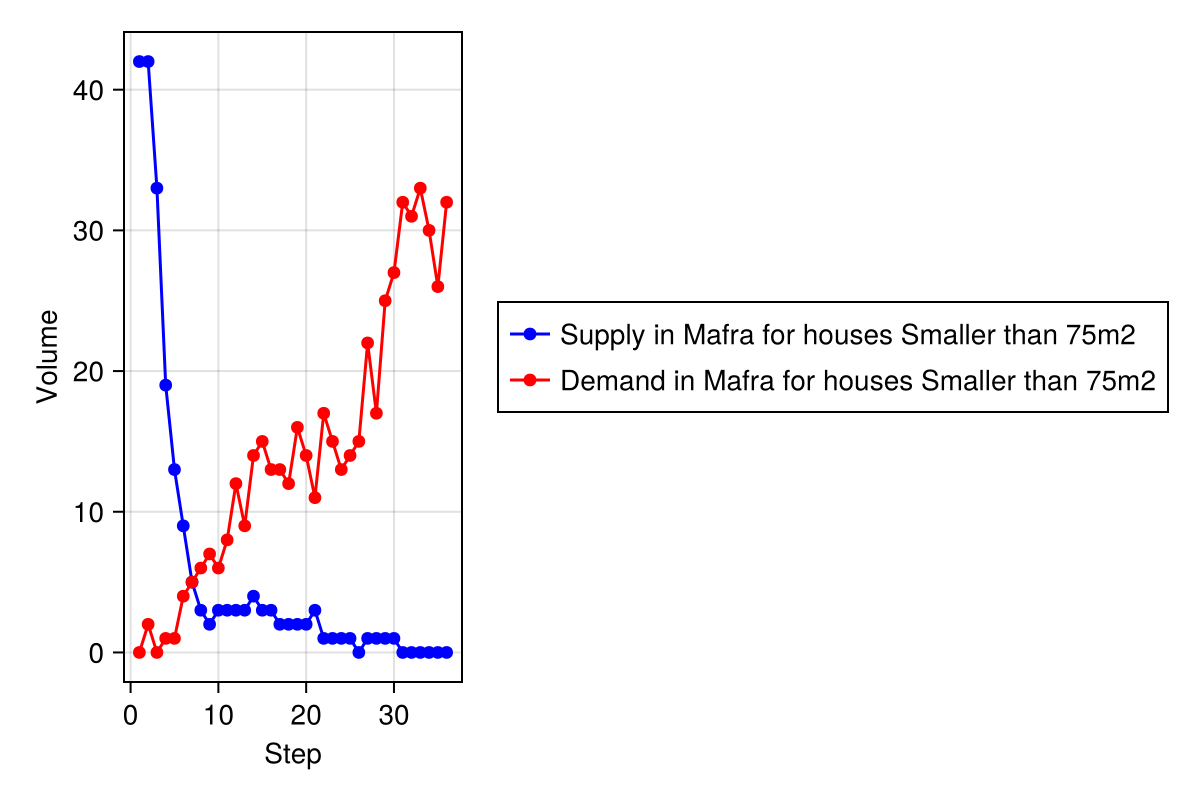 40
30
20
10
0
Volume
0 10 20 30
Step
Supply in Mafra for houses Smaller than 75m2
Demand in Mafra for houses Smaller than 75m2